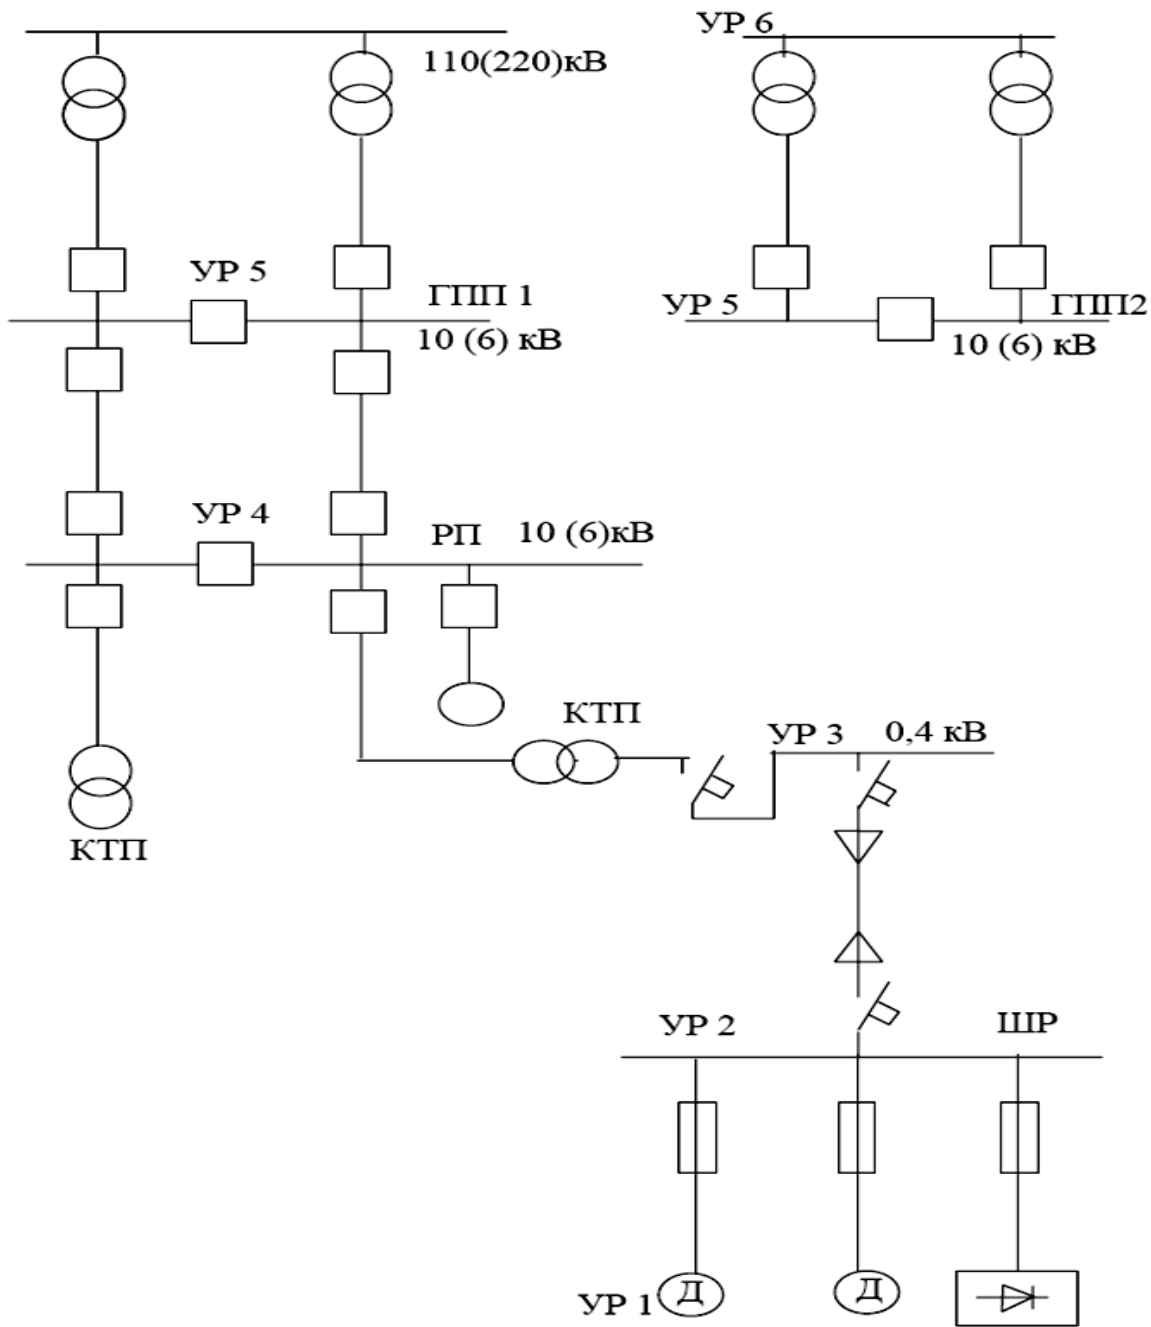 УР 6
110(220)кВ
УР 5
ГПП 1
10 (6) кВ
УР 5
ГПП2
10 (6) кВ
УР 4
РП
10 (6)кВ
КТП
УР 3
0,4 кВ
КТП
УР 2
ШР
УР 1
Д
Д